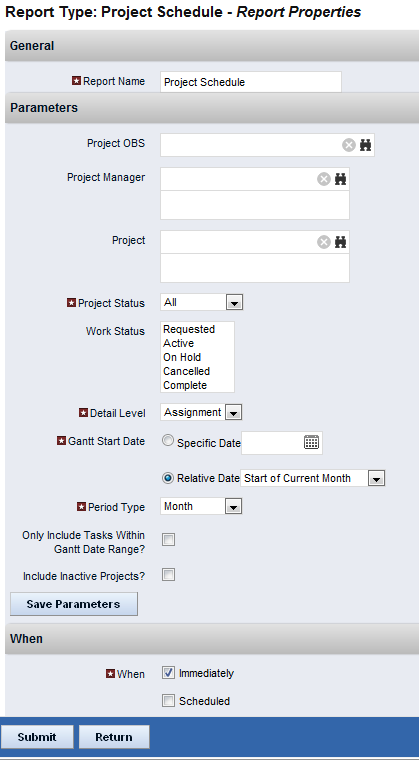 Report Type: Project Schedule - Report Properties
General
Report Name Project Schedule
Parameters
Project OBS
Project Manager
Project
Project Status All
Work Status
Requested
Active
On Hold
Cancelled
Complete
Detail Level Assignment
Gantt Start Date Specific Date
Relative Date Start of Current Month
Period Type Month
Only Include Tasks Within
Gantt Date Range?
Include Inactive Projects?
Save Parameters
When
When Immediately
Scheduled
Submit Return